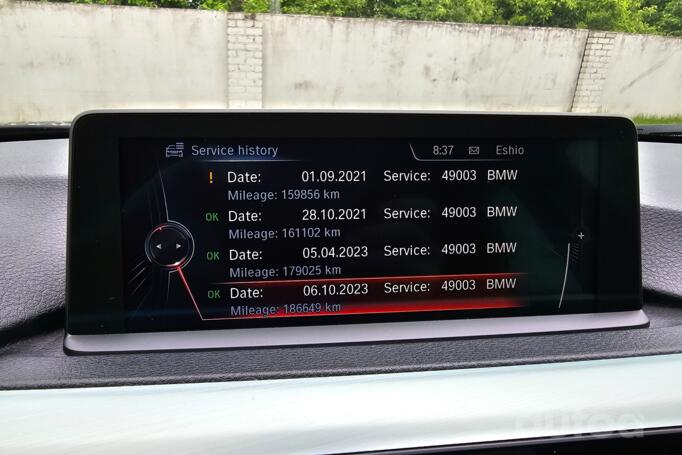 Service history 8:37 Eshio
! Date: 01.09.2021 Service: 49003 BMW
Mileage: 159856 km
OK Date: 28.10.2021 Service: 49003 BMW
Mileage: 161102 km
OK Date: 05.04.2023 Service: 49003 BMW
Mileage: 179025 km
OK Date: 06.10.2023 Service: 49003 BMW
Mileage: 186649 km